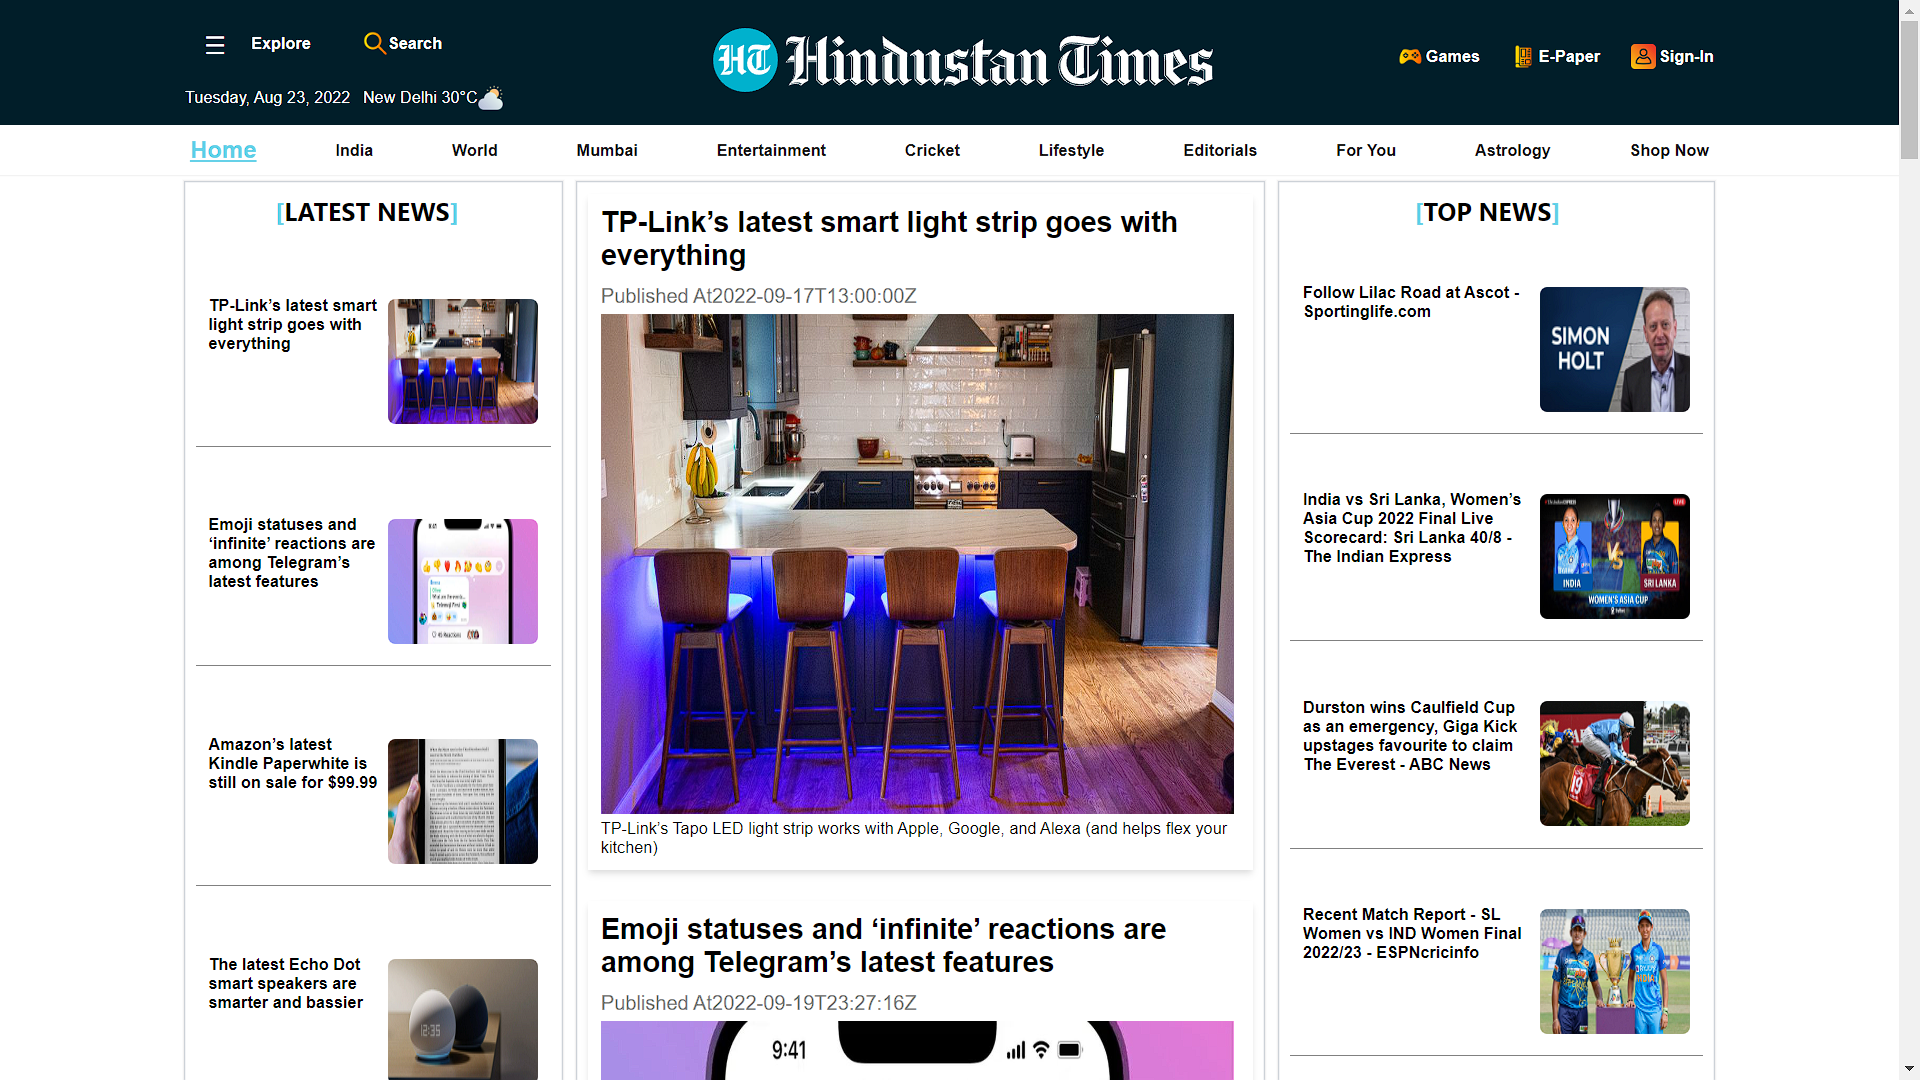 Explore
Search
Tuesday, Aug 23, 2022 New Delhi 30°C
HT Hindustan Times
Games
E-Paper
Sign-In
Home
India
World
Mumbai
Entertainment
Cricket
Lifestyle
Editorials
For You
Astrology
Shop Now
[LATEST NEWS]
TP-Link’s latest smart
light strip goes with
everything
Emoji statuses and
‘infinite’ reactions are
among Telegram’s
latest features
Amazon’s latest
Kindle Paperwhite is
still on sale for $99.99
The latest Echo Dot
smart speakers are
smarter and bassier
12:35
TP-Link’s latest smart light strip goes with
everything
Published At2022-09-17T13:00:00Z
TP-Link’s Tapo LED light strip works with Apple, Google, and Alexa (and helps flex your
kitchen)
Emoji statuses and ‘infinite’ reactions are
among Telegram’s latest features
Published At2022-09-19T23:27:16Z
9:41
[TOP NEWS]
Follow Lilac Road at Ascot -
Sportinglife.com
SIMON
HOLT
India vs Sri Lanka, Women’s
Asia Cup 2022 Final Live
Scorecard: Sri Lanka 40/8 -
The Indian Express
LIVE
VS
INDIA
SRI LANKA
WOMEN'S ASIA CUP
Durston wins Caulfield Cup
as an emergency, Giga Kick
upstages favourite to claim
The Everest - ABC News
19
Recent Match Report - SL
Women vs IND Women Final
2022/23 - ESPNcricinfo